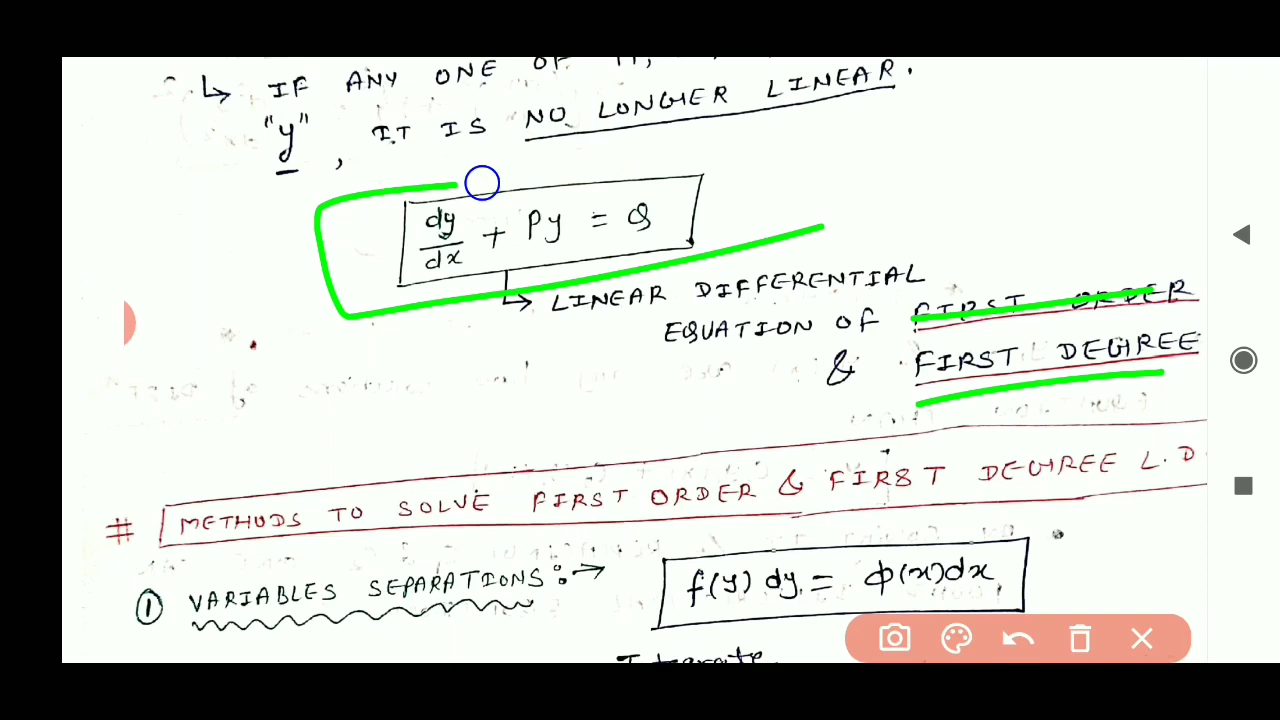 ↳ IF ANY ONE OF
"y", IT IS NO LONGER LINEAR.
dy/dx + Py = Q
↳ LINEAR DIFFERENTIAL
EQUATION OF FIRST ORDER
& FIRST DEGREE
# METHODS TO SOLVE FIRST ORDER & FIRST DEGREE L.D
① VARIABLES SEPARATIONS :→ f(y) dy = ϕ(x)dx
Integrate